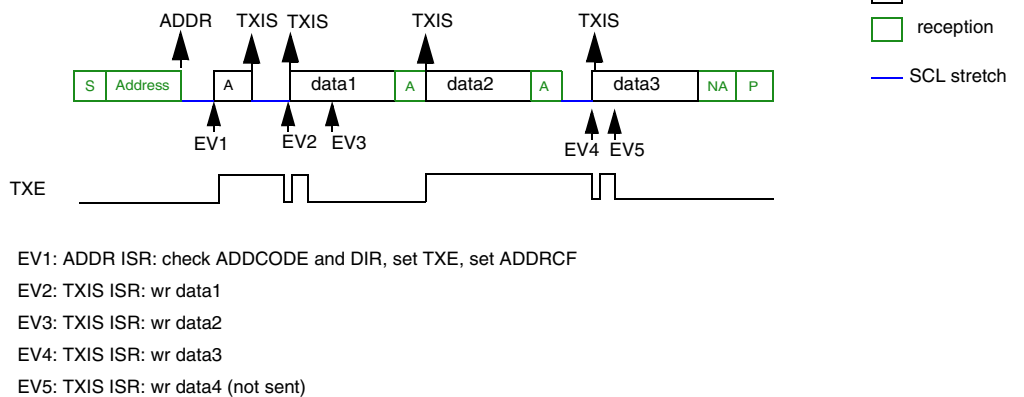 ADDR TXIS TXIS TXIS TXIS
reception
S Address A data1 A data2 A data3 NA P
SCL stretch
EV1 EV2 EV3 EV4 EV5
TXE
EV1: ADDR ISR: check ADDCODE and DIR, set TXE, set ADDRCF
EV2: TXIS ISR: wr data1
EV3: TXIS ISR: wr data2
EV4: TXIS ISR: wr data3
EV5: TXIS ISR: wr data4 (not sent)